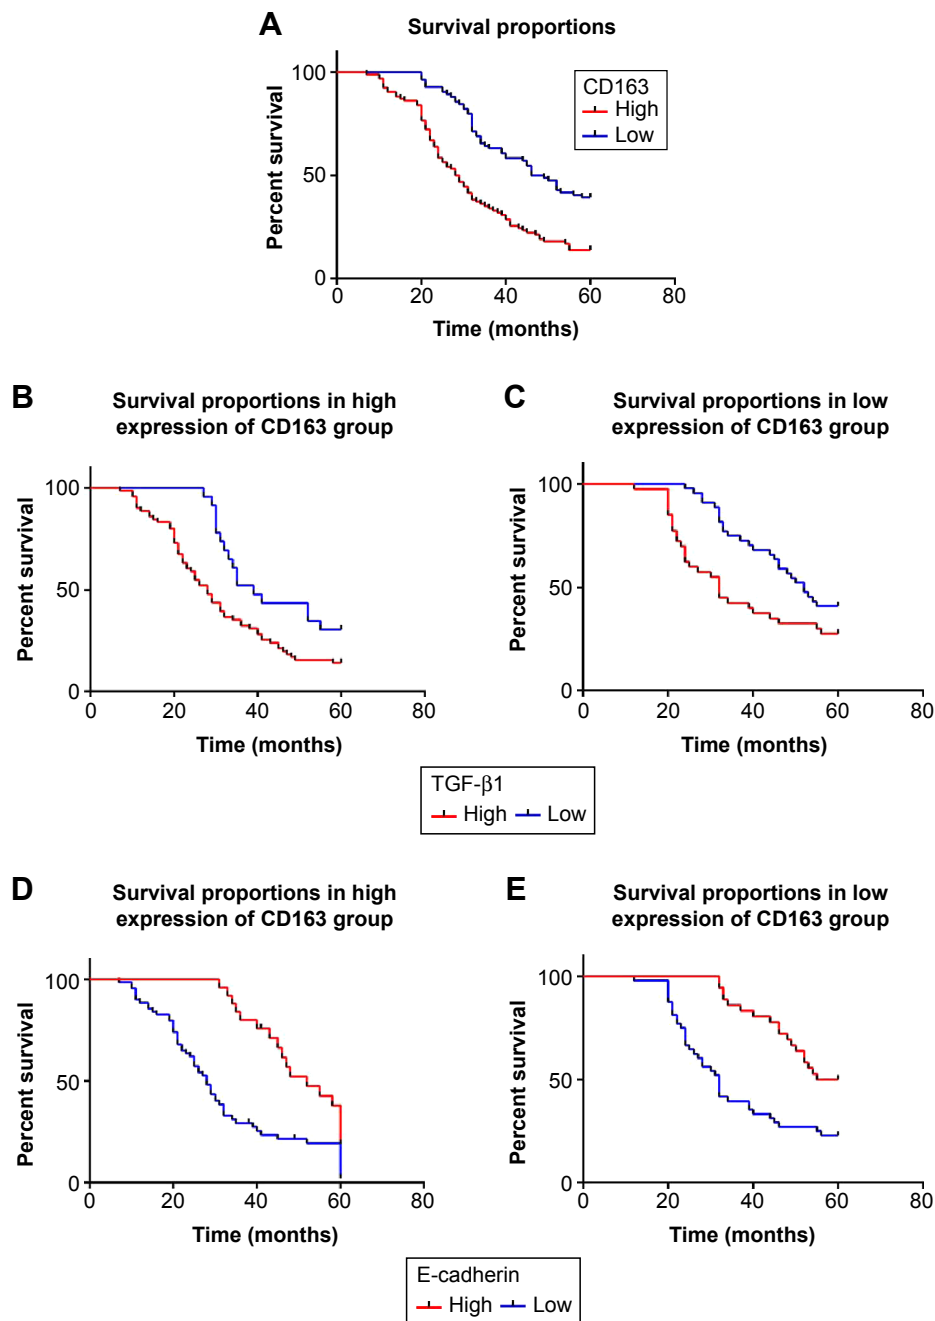 A
Survival proportions
Percent survival
100
50
0
0 20 40 60 80
Time (months)
CD163
High
Low
B
Survival proportions in high
expression of CD163 group
Percent survival
100
50
0
0 20 40 60 80
Time (months)
C
Survival proportions in low
expression of CD163 group
Percent survival
100
50
0
0 20 40 60 80
Time (months)
TGF-β1
High Low
D
Survival proportions in high
expression of CD163 group
Percent survival
100
50
0
0 20 40 60 80
Time (months)
E
Survival proportions in low
expression of CD163 group
Percent survival
100
50
0
0 20 40 60 80
Time (months)
E-cadherin
High Low